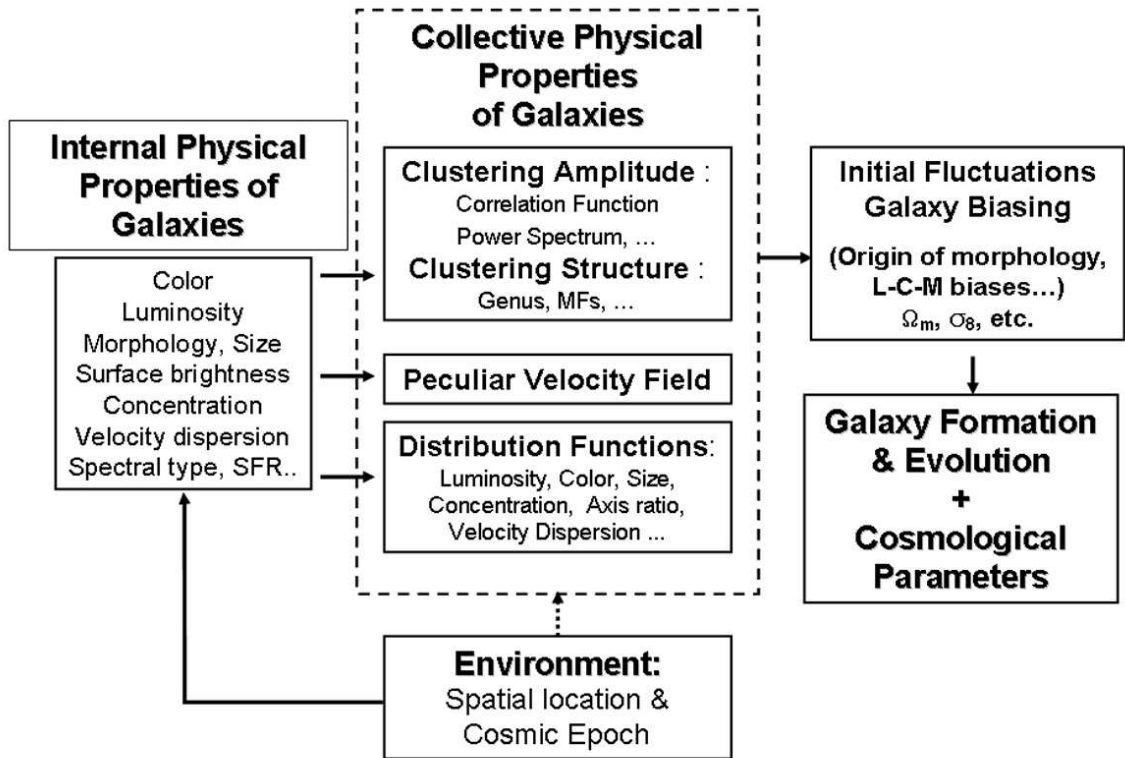 Internal Physical
Properties of
Galaxies
Color
Luminosity
Morphology, Size
Surface brightness
Concentration
Velocity dispersion
Spectral type, SFR..
Collective Physical
Properties
of Galaxies
Clustering Amplitude :
Correlation Function
Power Spectrum, ...
Clustering Structure :
Genus, MFs, ...
Peculiar Velocity Field
Distribution Functions:
Luminosity, Color, Size,
Concentration, Axis ratio,
Velocity Dispersion ...
Environment:
Spatial location &
Cosmic Epoch
Initial Fluctuations
Galaxy Biasing
(Origin of morphology,
L-C-M biases...)
Ωm, σ8, etc.
Galaxy Formation
& Evolution
+
Cosmological
Parameters